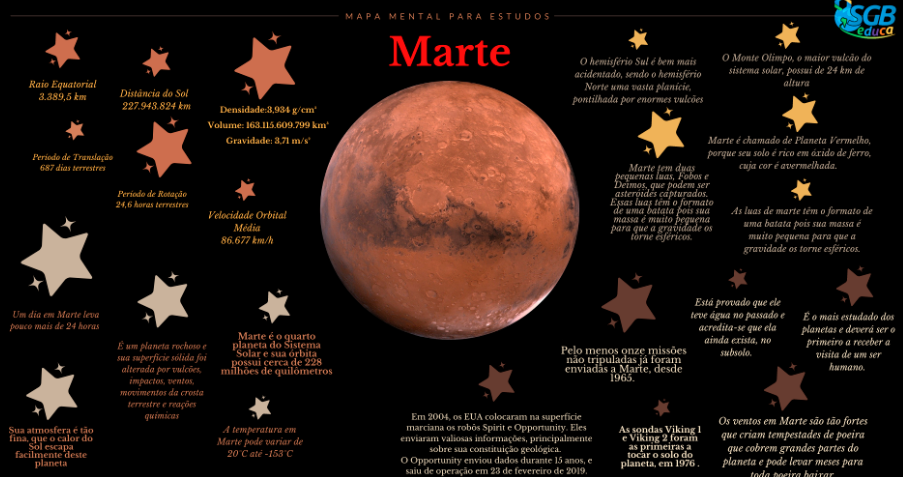 MAPA MENTAL PARA ESTUDOS
SGB
educa
Marte
Raio Equatorial
3.389,5 km
Distância do Sol
227.943.824 km
Densidade:3,934 g/cm³
Volume: 163.115.609.799 km³
Gravidade: 3,71 m/s²
Periodo de Translação
687 dias terrestres
Período de Rotação
24,6 horas terrestres
Velocidade Orbital
Média
86.677 km/h
O hemisfério Sul é bem mais
acidentado, sendo o hemisfério
Norte uma vasta planície,
pontilhada por enormes vulcões
O Monte Olimpo, o maior vulcão do
sistema solar, possui de 24 km de
altura
Marte é chamado de Planeta Vermelho,
porque seu solo é rico em óxido de ferro,
cuja cor é avermelhada.
Marte tem duas
pequenas luas, Fobos e
Deimos, que podem ser
asteróides capturados.
Essas luas têm o formato
de uma batata pois sua
massa é muito pequena
para que a gravidade os
torne esféricos.
As luas de marte têm o formato de
uma batata pois sua massa é
muito pequena para que a
gravidade os torne esféricos.
Um dia em Marte leva
pouco mais de 24 horas
É um planeta rochoso e
sua superfície sólida foi
alterada por vulcões,
impactos, ventos,
movimentos da crosta
terrestre e reações
químicas
Marte é o quarto
planeta do Sistema
Solar e sua órbita
possui cerca de 228
milhões de quilômetros
Sua atmosfera é tão
fina, que o calor do
Sol escapa
facilmente deste
planeta
A temperatura em
Marte pode variar de
20°C até -153°C
Em 2004, os EUA colocaram na superfície
marciana os robôs Spirit e Opportunity. Eles
enviaram valiosas informações, principalmente
sobre sua constituição geológica.
O Opportunity enviou dados durante 15 anos, e
saiu de operação em 23 de fevereiro de 2019.
Pelo menos onze missões
não tripuladas já foram
enviadas a Marte, desde
1965.
Está provado que ele
teve água no passado e
acredita-se que ela
ainda exista, no
subsolo.
É o mais estudado dos
planetas e deverá ser o
primeiro a receber a
visita de um ser
humano.
As sondas Viking 1
e Viking 2 foram
as primeiras a
tocar o solo do
planeta, em 1976 .
Os ventos em Marte são tão fortes
que criam tempestades de poeira
que cobrem grandes partes do
planeta e pode levar meses para
toda poeira baixar